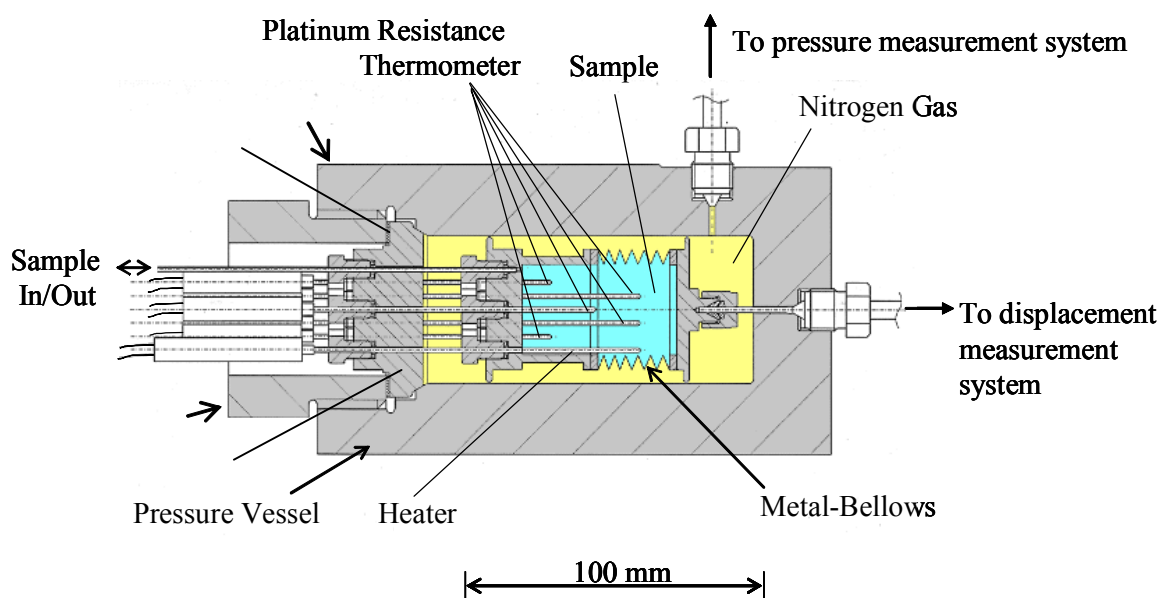 Platinum Resistance
Thermometer
Sample
To pressure measurement system
Nitrogen Gas
Sample
In/Out
To displacement
measurement
system
Pressure Vessel
Heater
Metal-Bellows
100 mm